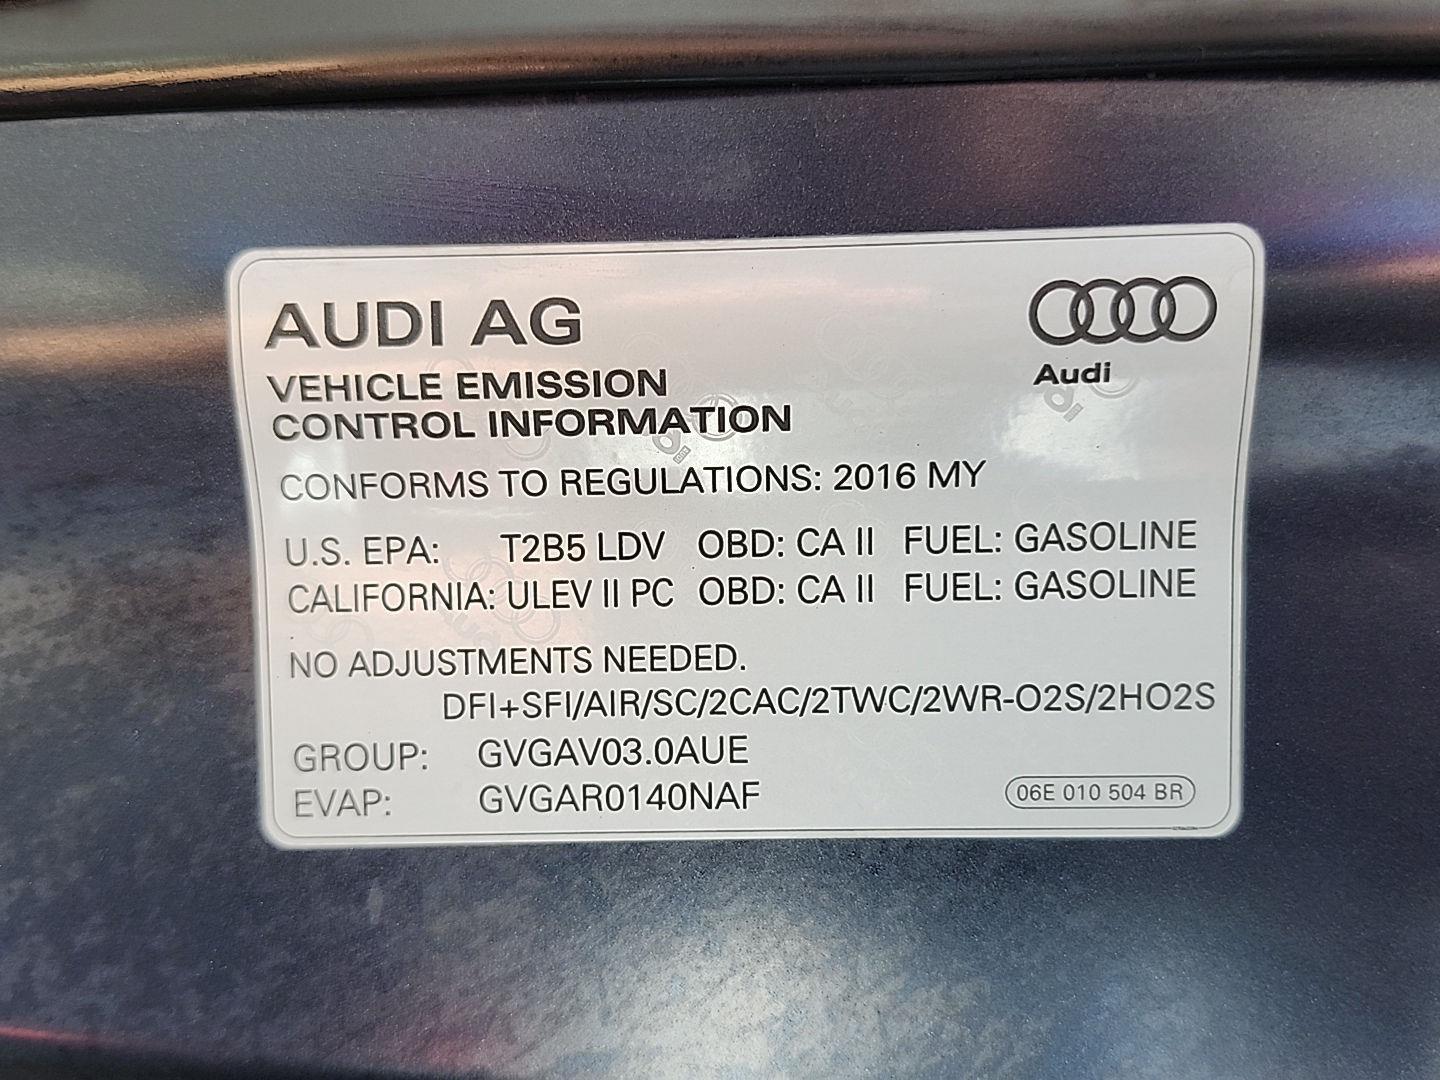 AUDI AG
Audi
VEHICLE EMISSION
CONTROL INFORMATION
CONFORMS TO REGULATIONS: 2016 MY
U.S. EPA: T2B5 LDV OBD: CA II FUEL: GASOLINE
CALIFORNIA: ULEV II PC OBD: CA II FUEL: GASOLINE
NO ADJUSTMENTS NEEDED.
DFI+SFI/AIR/SC/2CAC/2TWC/2WR-O2S/2HO2S
GROUP: GVGAV03.0AUE
EVAP: GVGAR0140NAF
06E 010 504 BR